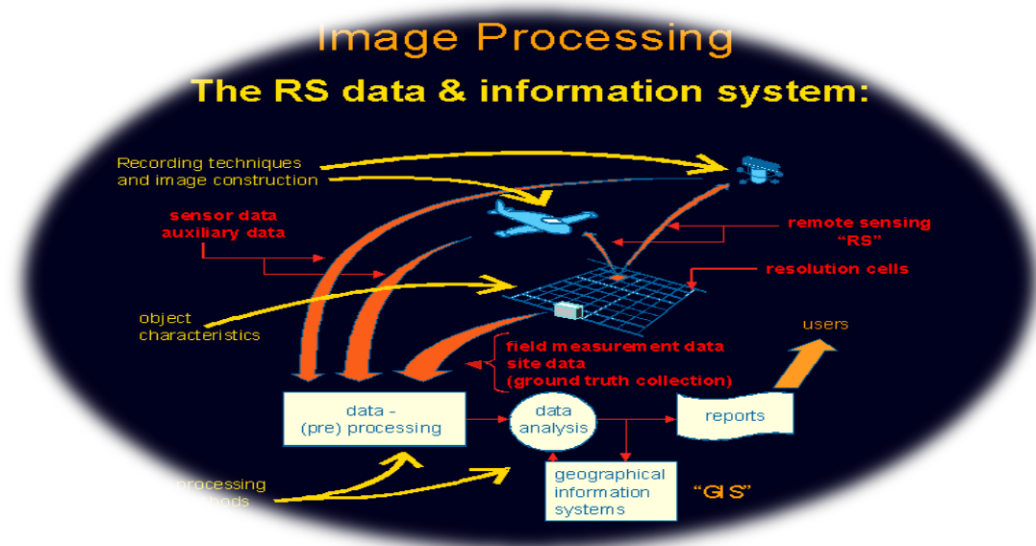 Image Processing
The RS data & information system:
Recording techniques
and image construction
sensor data
auxiliary data
remote sensing
“RS”
resolution cells
object
characteristics
users
field measurement data
site data
(ground truth collection)
data -
(pre) processing
data
analysis
reports
processing
geographical
information
systems
“GIS”